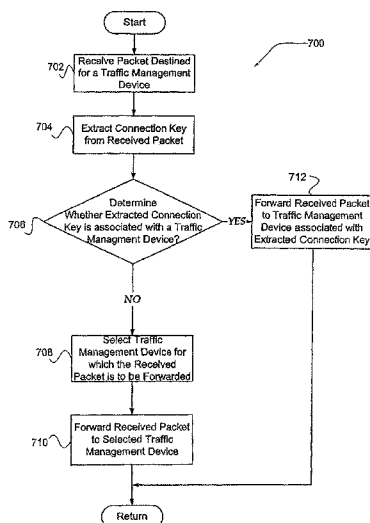 Start
700
Receive Packet Destined
for a Traffic Management
Device
702
704
Extract Connection Key
from Received Packet
Determine
Whether Extracted Connection
Key is associated with a Traffic
Managment Device?
706
YES
712
Forward Received Packet
to Traffic Management
Device associated with
Extracted Connection Key
NO
Select Traffic
Management Device for
which the Received
Packet is to be Forwarded
708
Forward Received Packet
to Selected Traffic
Management Device
710
Return